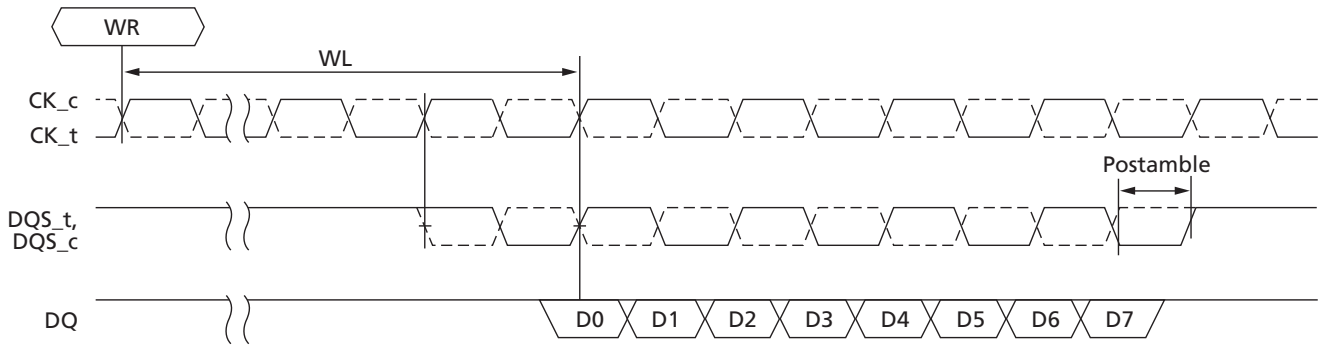 WR
WL
CK_c
CK_t
Postamble
DQS_t,
DQS_c
DQ
D0 D1 D2 D3 D4 D5 D6 D7